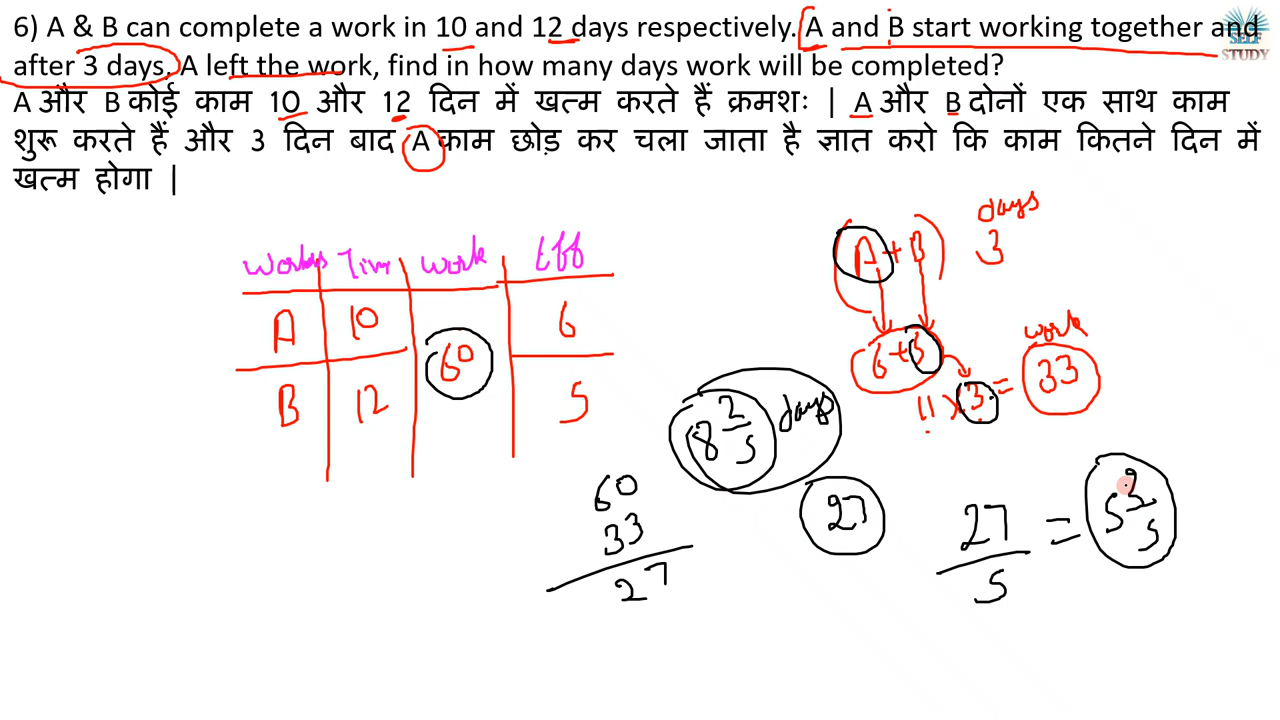 6) A & B can complete a work in 10 and 12 days respectively. A and B start working together and
after 3 days, A left the work, find in how many days work will be completed?
A और B कोई काम 10 और 12 दिन में खत्म करते हैं क्रमशः | A और B दोनों एक साथ काम
शुरू करते हैं और 3 दिन बाद A काम छोड़ कर चला जाता है ज्ञात करो कि काम कितने दिन में
खत्म होगा |
SELF
STUDY
Time work Eff
A 10 6
60
B 12 5
(A + B) days 3
6 + 5
11 × 3 = 33 work
8 2/5 days
60
33
27
27
27/5 = 5 2/5